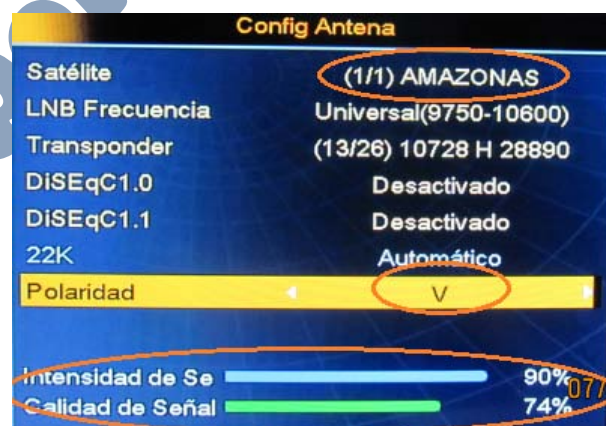 Config Antena
Satélite (1/1) AMAZONAS
LNB Frecuencia Universal(9750-10600)
Transponder (13/26) 10728 H 28890
DiSEqC1.0 Desactivado
DiSEqC1.1 Desactivado
22K Automático
Polaridad V
Intensidad de Se 90%
Calidad de Señal 74%
077